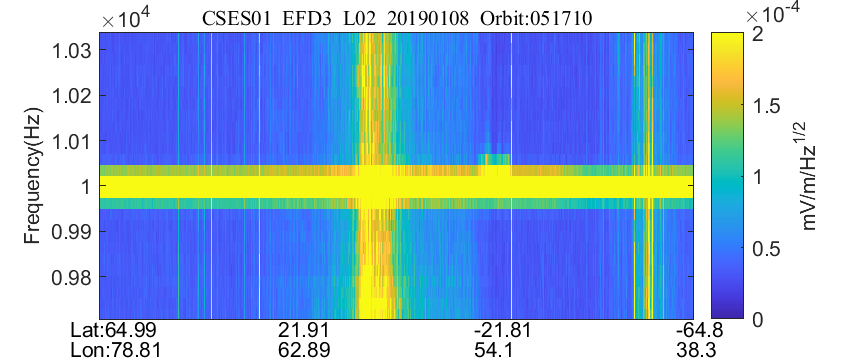 CSES01 EFD3 L02 20190108 Orbit:051710
×10⁴
×10⁻⁴
1.03
1.02
1.01
1
0.99
0.98
Frequency(Hz)
2
1.5
1
0.5
0
mV/m/Hz^1/2
Lat:64.99 21.91 -21.81 -64.8
Lon:78.81 62.89 54.1 38.3